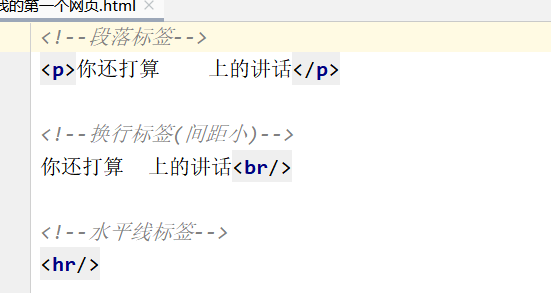 的第一个网页.html ×
<!--段落标签-->
<p>你还打算    上的讲话</p>
<!--换行标签(间距小)-->
你还打算  上的讲话<br/>
<!--水平线标签-->
<hr/>